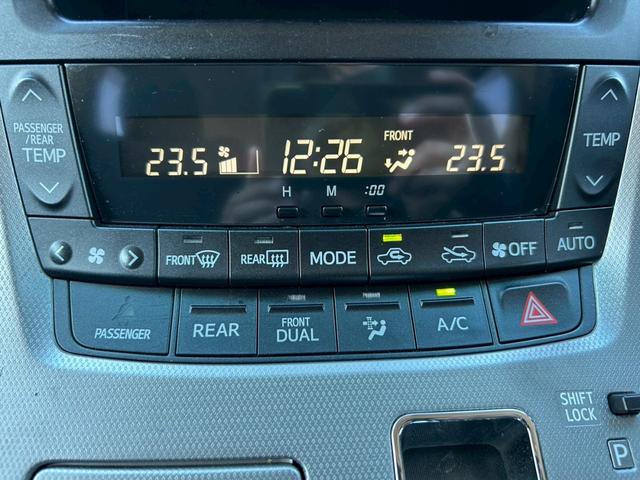 PASSENGER
/REAR
TEMP
23.5 12:26 FRONT 23.5
H M :00
TEMP
FRONT REAR MODE OFF AUTO
PASSENGER REAR FRONT DUAL A/C
SHIFT
LOCK
P